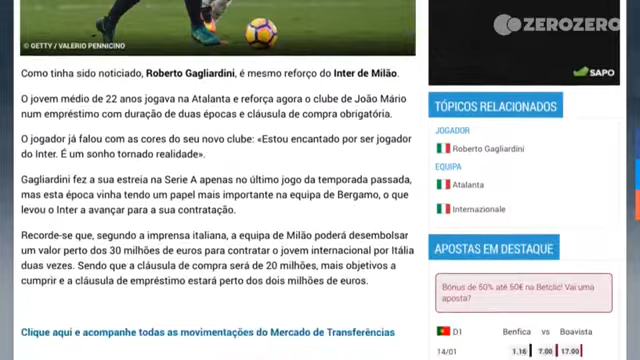 ZEROZERO
© GETTY / VALERIO PENNICINO
SAPO
Como tinha sido noticiado, Roberto Gagliardini, é mesmo reforço do Inter de Milão.
O jovem médio de 22 anos jogava na Atalanta e reforça agora o clube de João Mário
num empréstimo com duração de duas épocas e cláusula de compra obrigatória.
O jogador já falou com as cores do seu novo clube: «Estou encantado por ser jogador
do Inter. É um sonho tornado realidade».
Gagliardini fez a sua estreia na Serie A apenas no último jogo da temporada passada,
mas esta época vinha tendo um papel mais importante na equipa de Bergamo, o que
levou o Inter a avançar para a sua contratação.
Recorde-se que, segundo a imprensa italiana, a equipa de Milão poderá desembolsar
um valor perto dos 30 milhões de euros para contratar o jovem internacional por Itália
duas vezes. Sendo que a cláusula de compra será de 20 milhões, mais objetivos a
cumprir e a cláusula de empréstimo estará perto dos dois milhões de euros.
Clique aqui e acompanhe todas as movimentações do Mercado de Transferências
TÓPICOS RELACIONADOS
JOGADOR
Roberto Gagliardini
EQUIPA
Atalanta
Internazionale
APOSTAS EM DESTAQUE
Bónus de 50% até 50€ na Betclic! Vai uma
aposta?
D1 Benfica vs Boavista
14/01 1.16 7.00 17.00